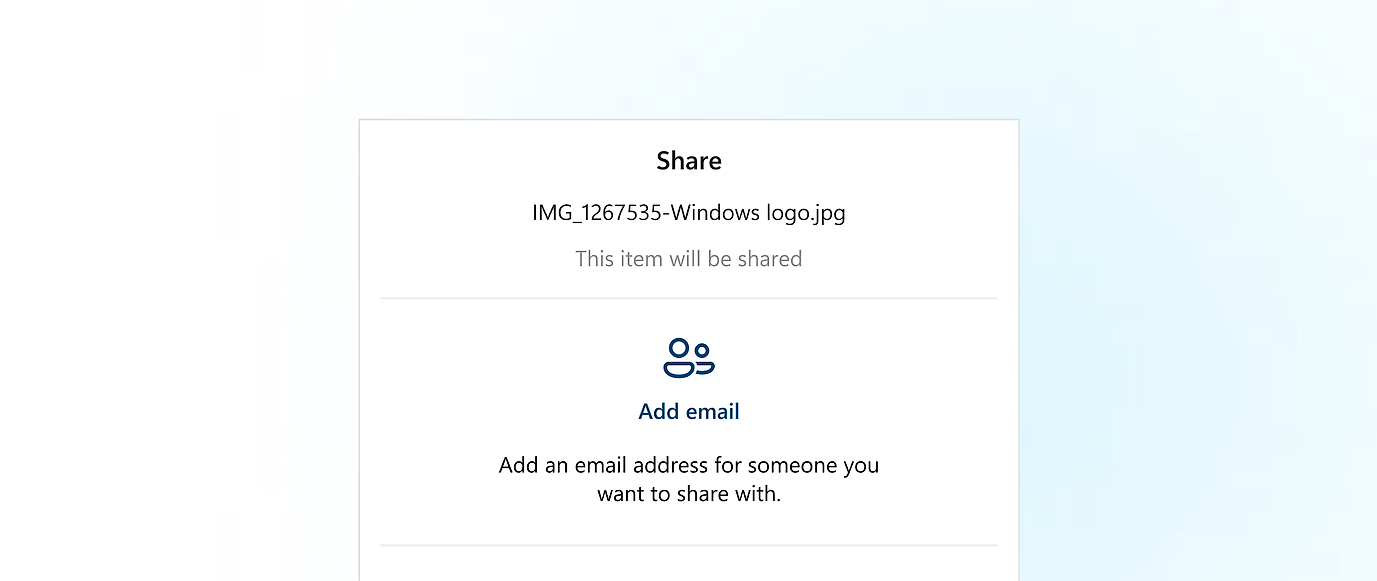 Share
IMG_1267535-Windows logo.jpg
This item will be shared
Add email
Add an email address for someone you
want to share with.